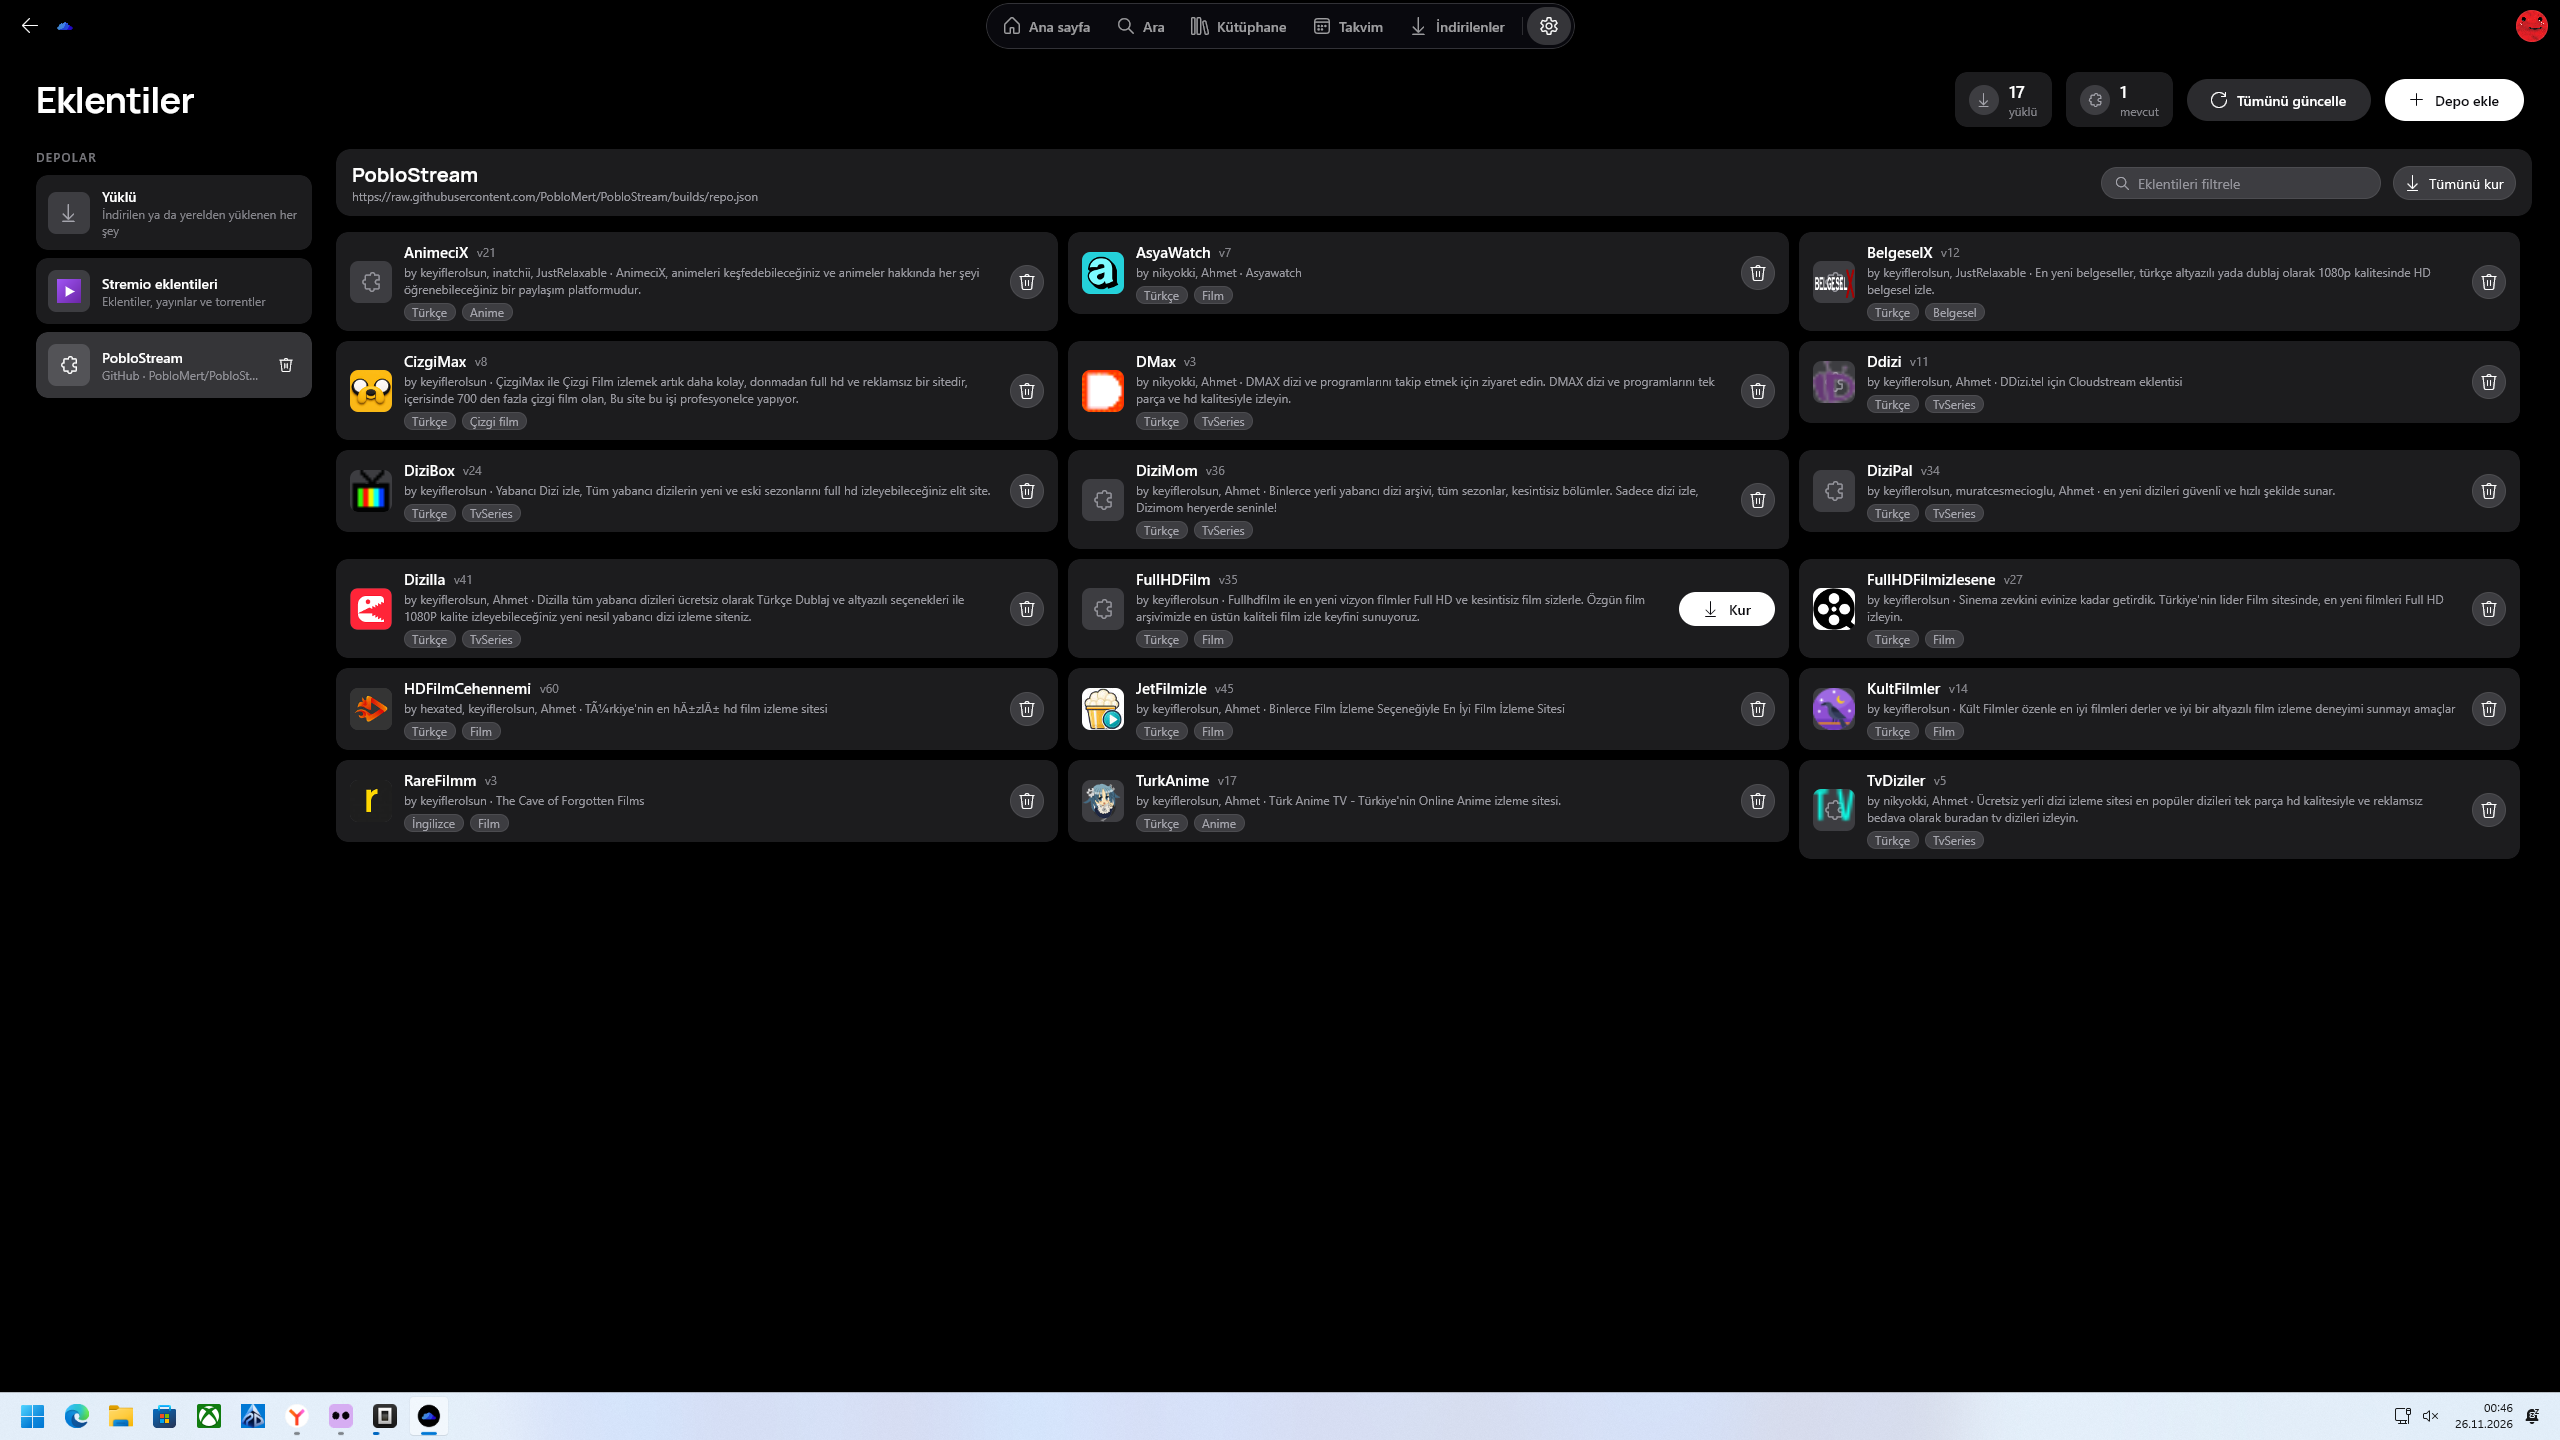 Ana sayfa
Ara
Kütüphane
Takvim
İndirilenler
Eklentiler
17
yüklü
1
mevcut
Tümünü güncelle
Depo ekle
DEPOLAR
Yüklü
İndirilen ya da yerelden yüklenen her
şey
Stremio eklentileri
Eklentiler, yayınlar ve torrentler
PobloStream
GitHub · PobloMert/PobloSt...
PobloStream
https://raw.githubusercontent.com/PobloMert/PobloStream/builds/repo.json
Eklentileri filtrele
Tümünü kur
AnimeciX v21
by keyiflerolsun, inatchii, JustRelaxable · AnimeciX, animeleri keşfedebileceğiniz ve animeler hakkında her şeyi
öğrenebileceğiniz bir paylaşım platformudur.
Türkçe Anime
AsyaWatch v7
by nikyokki, Ahmet · Asyawatch
Türkçe Film
BelgeselX v12
by keyiflerolsun, JustRelaxable · En yeni belgeseller, türkçe altyazılı yada dublaj olarak 1080p kalitesinde HD
belgesel izle.
Türkçe Belgesel
BELGESEL X
CizgiMax v8
by keyiflerolsun · ÇizgiMax ile Çizgi Film izlemek artık daha kolay, donmadan full hd ve reklamsız bir sitedir,
içerisinde 700 den fazla çizgi film olan, Bu site bu işi profesyonelce yapıyor.
Türkçe Çizgi film
DMax v3
by nikyokki, Ahmet · DMAX dizi ve programlarını takip etmek için ziyaret edin. DMAX dizi ve programlarını tek
parça ve hd kalitesiyle izleyin.
Türkçe TvSeries
Ddizi v11
by keyiflerolsun, Ahmet · DDizi.tel için Cloudstream eklentisi
Türkçe TvSeries
DiziBox v24
by keyiflerolsun · Yabancı Dizi izle, Tüm yabancı dizilerin yeni ve eski sezonlarını full hd izleyebileceğiniz elit site.
Türkçe TvSeries
DiziMom v36
by keyiflerolsun, Ahmet · Binlerce yerli yabancı dizi arşivi, tüm sezonlar, kesintisiz bölümler. Sadece dizi izle,
Dizimom heryerde seninle!
Türkçe TvSeries
DiziPal v34
by keyiflerolsun, muratcesmecioglu, Ahmet · en yeni dizileri güvenli ve hızlı şekilde sunar.
Türkçe TvSeries
Dizilla v41
by keyiflerolsun, Ahmet · Dizilla tüm yabancı dizileri ücretsiz olarak Türkçe Dublaj ve altyazılı seçenekleri ile
1080P kalite izleyebileceğiniz yeni nesil yabancı dizi izleme siteniz.
Türkçe TvSeries
FullHDFilm v35
by keyiflerolsun · Fullhdfilm ile en yeni vizyon filmler Full HD ve kesintisiz film sizlerle. Özgün film
arşivimizle en üstün kaliteli film izle keyfini sunuyoruz.
Türkçe Film
Kur
FullHDFilmizlesene v27
by keyiflerolsun · Sinema zevkini evinize kadar getirdik. Türkiye'nin lider Film sitesinde, en yeni filmleri Full HD
izleyin.
Türkçe Film
HDFilmCehennemi v60
by hexated, keyiflerolsun, Ahmet · TÃ¼rkiye'nin en hÄ±zlÄ± hd film izleme sitesi
Türkçe Film
JetFilmizle v45
by keyiflerolsun, Ahmet · Binlerce Film İzleme Seçeneğiyle En İyi Film İzleme Sitesi
Türkçe Film
KultFilmler v14
by keyiflerolsun · Kült Filmler özenle en iyi filmleri derler ve iyi bir altyazılı film izleme deneyimi sunmayı amaçlar
Türkçe Film
RareFilmm v3
by keyiflerolsun · The Cave of Forgotten Films
İngilizce Film
TurkAnime v17
by keyiflerolsun, Ahmet · Türk Anime TV - Türkiye'nin Online Anime izleme sitesi.
Türkçe Anime
TvDiziler v5
by nikyokki, Ahmet · Ücretsiz yerli dizi izleme sitesi en popüler dizileri tek parça hd kalitesiyle ve reklamsız
bedava olarak buradan tv dizileri izleyin.
Türkçe TvSeries
00:46
26.11.2026